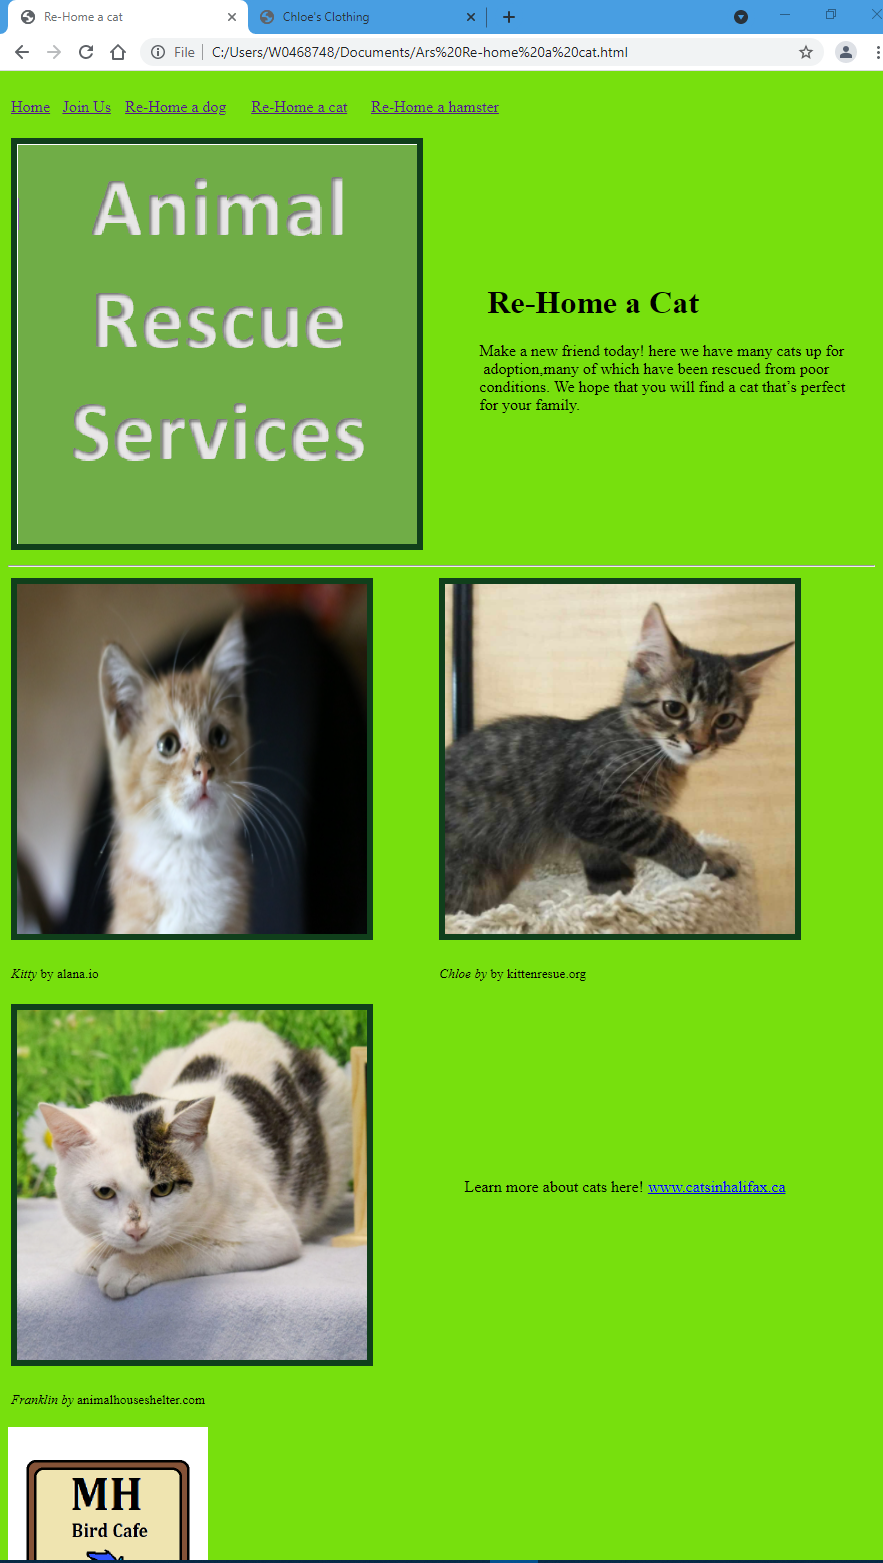 Re-Home a cat
Chloe's Clothing
File
C:/Users/W0468748/Documents/Ars%20Re-home%20a%20cat.html
Home Join Us Re-Home a dog Re-Home a cat Re-Home a hamster
Animal
Rescue
Services
Re-Home a Cat
Make a new friend today! here we have many cats up for
adoption,many of which have been rescued from poor
conditions. We hope that you will find a cat that’s perfect
for your family.
Kitty by alana.io
Chloe by by kittenresue.org
Learn more about cats here! www.catsinhalifax.ca
Franklin by animalhouseshelter.com
MH
Bird Cafe